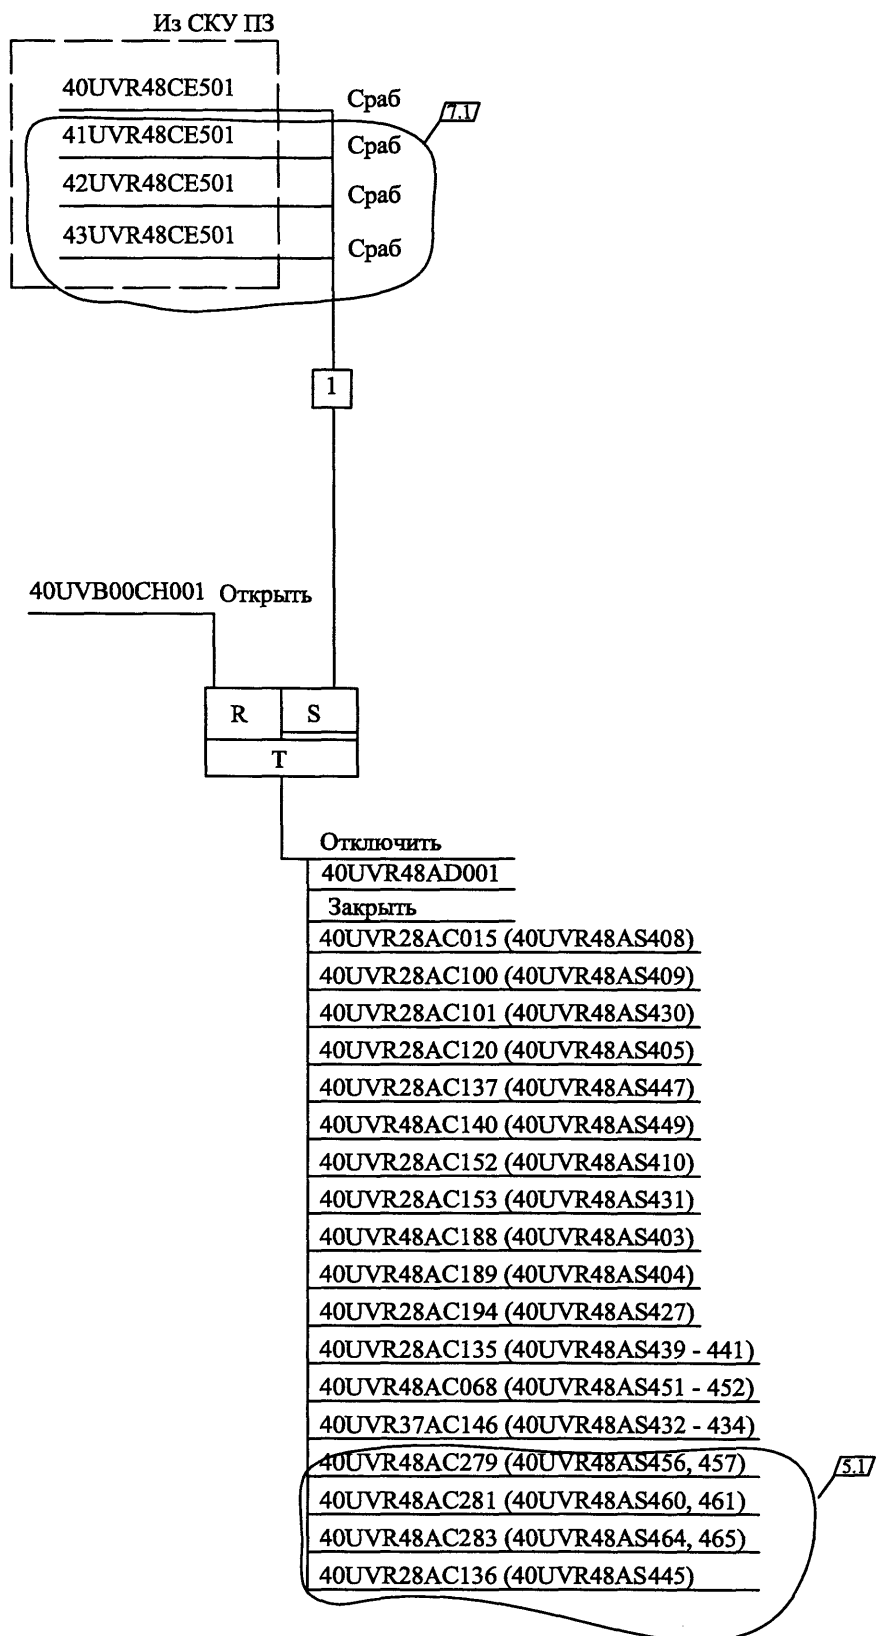 Из СКУ ПЗ
40UVR48CE501 Сраб
7.1
41UVR48CE501 Сраб
42UVR48CE501 Сраб
43UVR48CE501 Сраб
1
40UVB00CH001 Открыть
R S
T
Отключить
40UVR48AD001
Закрыть
40UVR28AC015 (40UVR48AS408)
40UVR28AC100 (40UVR48AS409)
40UVR28AC101 (40UVR48AS430)
40UVR28AC120 (40UVR48AS405)
40UVR28AC137 (40UVR48AS447)
40UVR48AC140 (40UVR48AS449)
40UVR28AC152 (40UVR48AS410)
40UVR28AC153 (40UVR48AS431)
40UVR48AC188 (40UVR48AS403)
40UVR48AC189 (40UVR48AS404)
40UVR28AC194 (40UVR48AS427)
40UVR28AC135 (40UVR48AS439 - 441)
40UVR48AC068 (40UVR48AS451 - 452)
40UVR37AC146 (40UVR48AS432 - 434)
40UVR48AC279 (40UVR48AS456, 457)
5.1
40UVR48AC281 (40UVR48AS460, 461)
40UVR48AC283 (40UVR48AS464, 465)
40UVR28AC136 (40UVR48AS445)